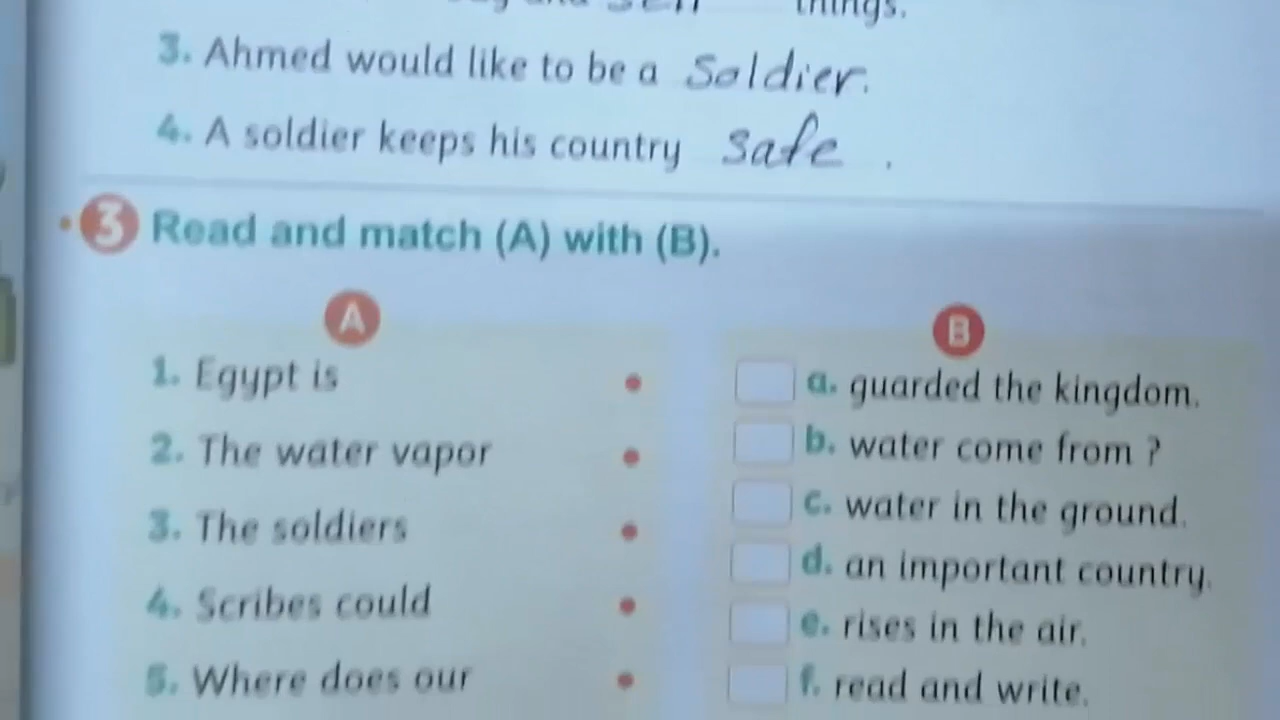 things.
3. Ahmed would like to be a Soldier.
4. A soldier keeps his country safe .
3 Read and match (A) with (B).
A
B
1. Egypt is
a. guarded the kingdom.
2. The water vapor
b. water come from ?
3. The soldiers
c. water in the ground.
d. an important country.
4. Scribes could
e. rises in the air.
5. Where does our
f. read and write.